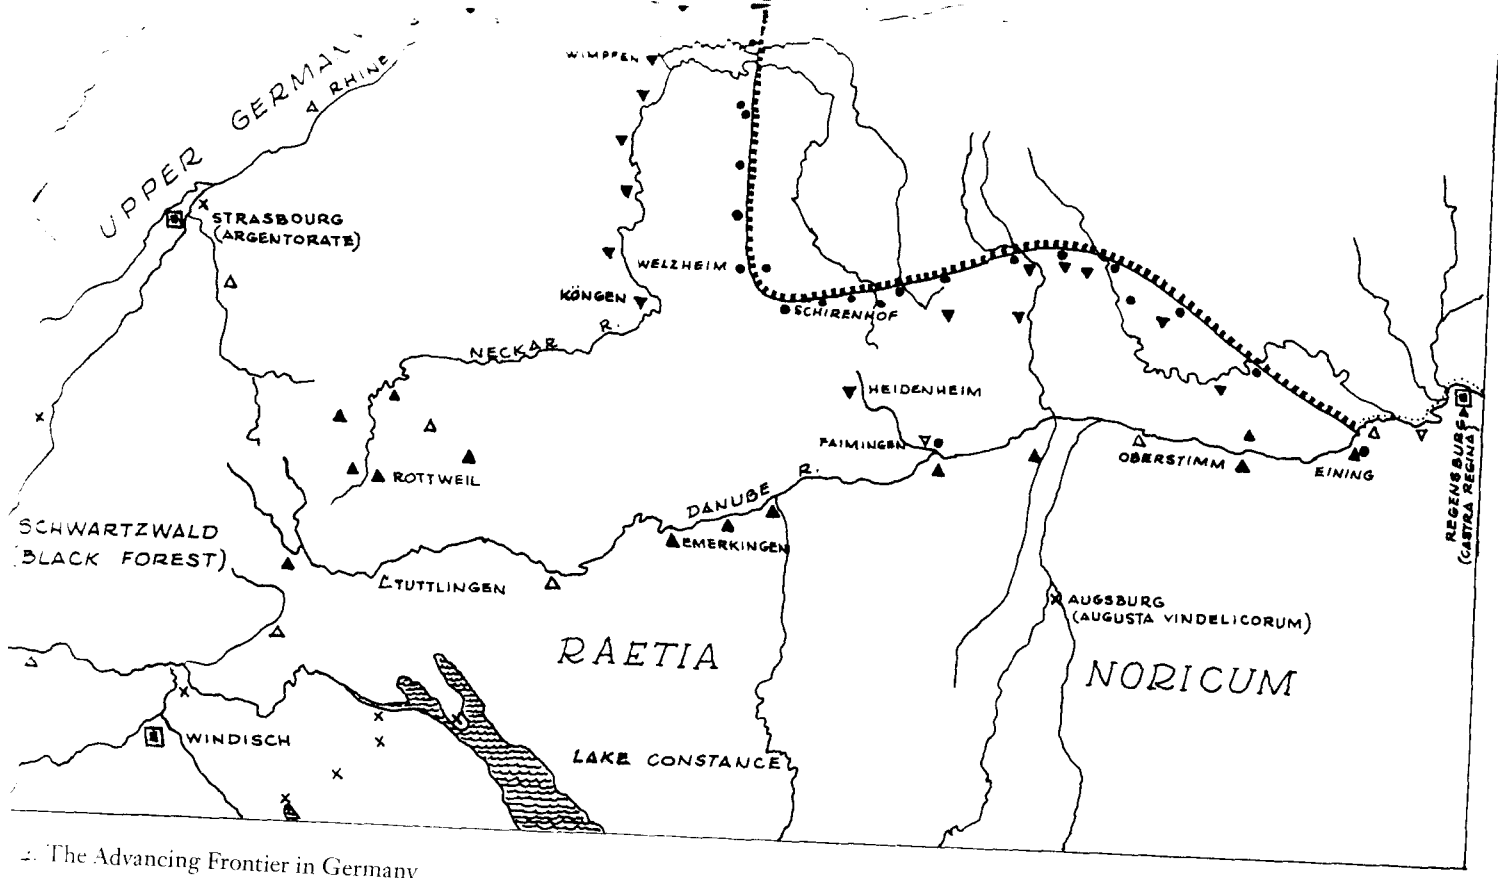 WIMPFEN
UPPER GERMAN
RHINE
STRASBOURG
(ARGENTORATE)
WELZHEIM
KÖNGEN
SCHIRENHOF
NECKAR R.
HEIDENHEIM
FAIMINGEN
ROTTWEIL
OBERSTIMM
EINING
REGENSBURG
(CASTRA REGINA)
DANUBE R.
SCHWARTZWALD
(BLACK FOREST)
EMERKINGEN
TUTTLINGEN
AUGSBURG
(AUGUSTA VINDELICORUM)
RAETIA
NORICUM
WINDISCH
LAKE CONSTANCE
The Advancing Frontier in Germany